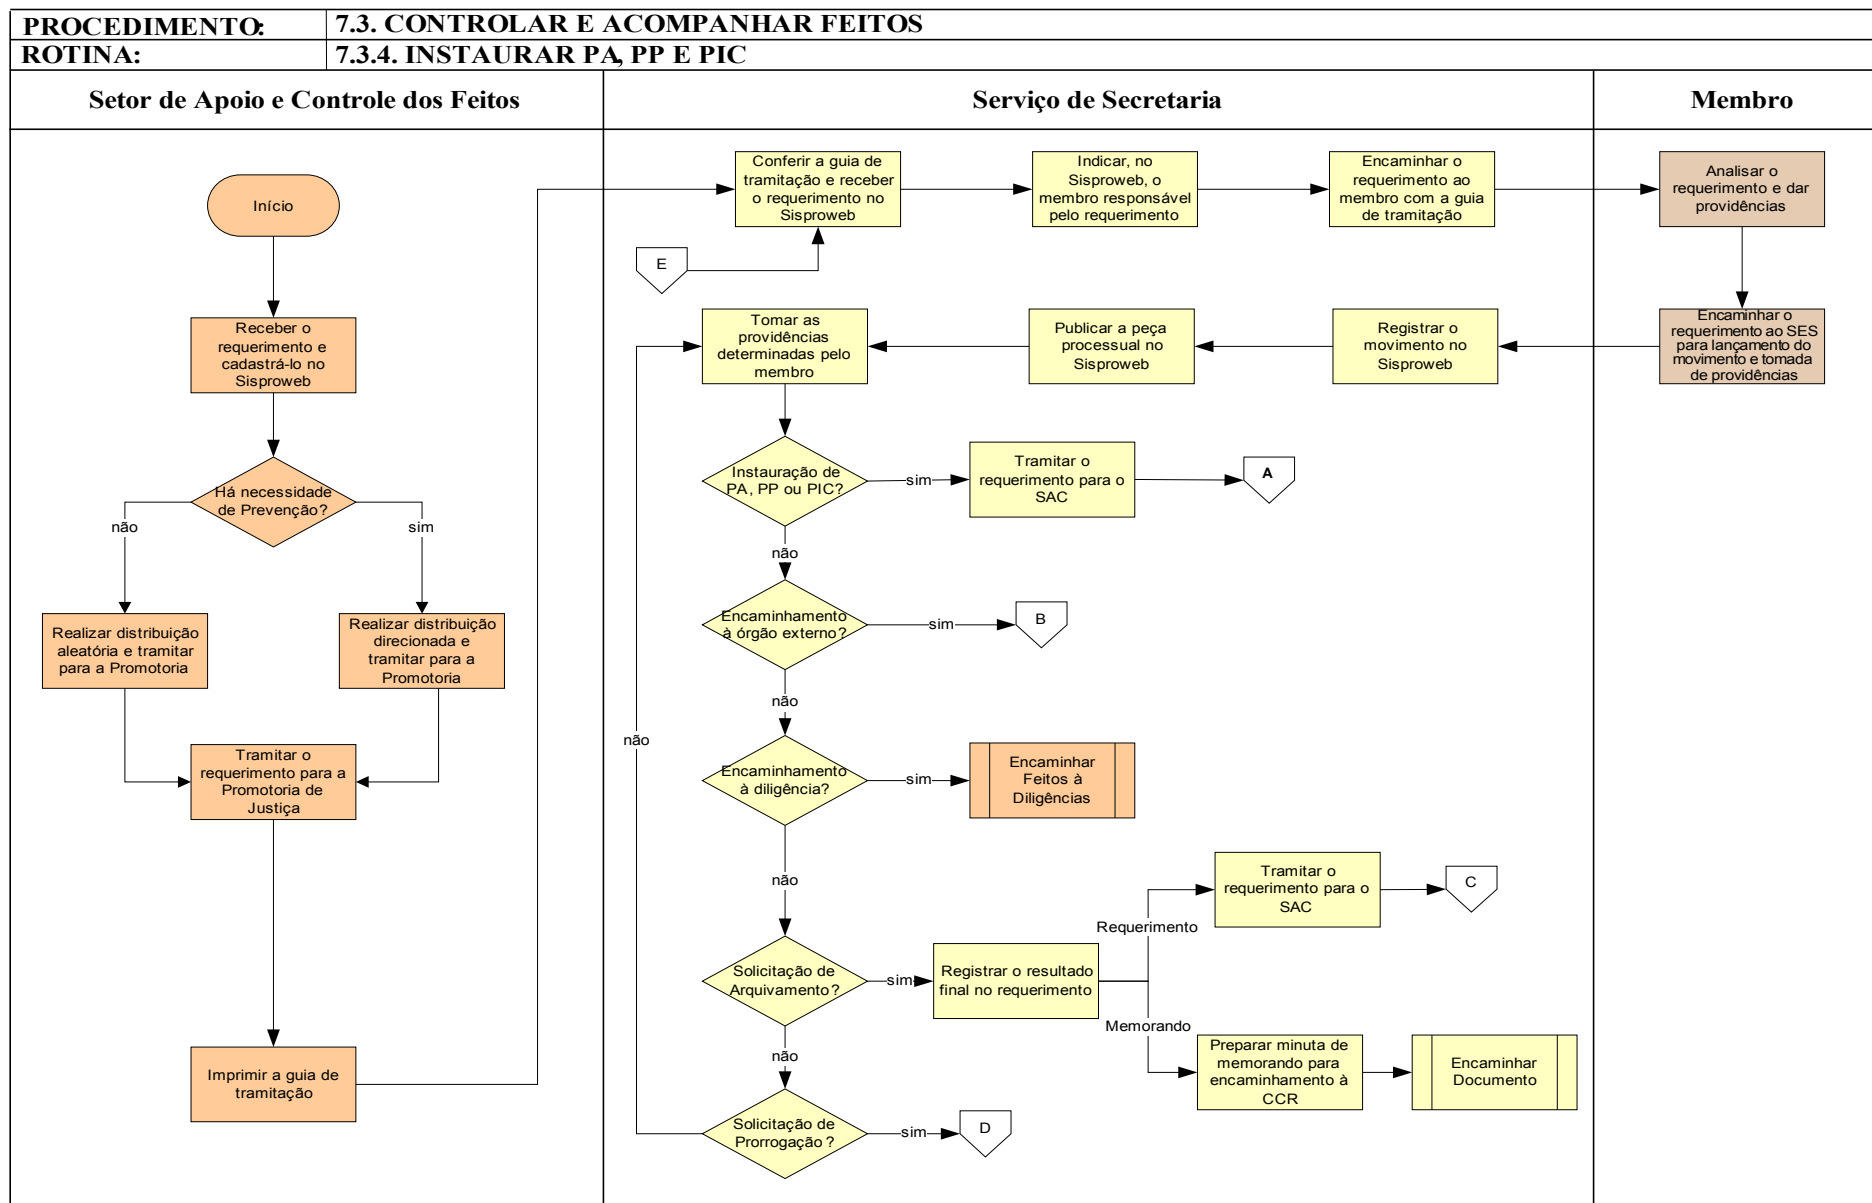 PROCEDIMENTO:
7.3. CONTROLAR E ACOMPANHAR FEITOS
ROTINA:
7.3.4. INSTAURAR PA, PP E PIC
Setor de Apoio e Controle dos Feitos
Serviço de Secretaria
Membro
Início
Receber o
requerimento e
cadastrá-lo no
Sisproweb
Há necessidade
de Prevenção?
não
sim
Realizar distribuição
aleatória e tramitar
para a Promotoria
Realizar distribuição
direcionada e
tramitar para a
Promotoria
Tramitar o
requerimento para a
Promotoria de
Justiça
Imprimir a guia de
tramitação
Conferir a guia de
tramitação e receber
o requerimento no
Sisproweb
Indicar, no
Sisproweb, o
membro responsável
pelo requerimento
Encaminhar o
requerimento ao
membro com a guia
de tramitação
Analisar o
requerimento e dar
providências
E
Encaminhar o
requerimento ao SES
para lançamento do
movimento e tomada
de providências
Registrar o
movimento no
Sisproweb
Publicar a peça
processual no
Sisproweb
Tomar as
providências
determinadas pelo
membro
Instauração de
PA, PP ou PIC?
sim
Tramitar o
requerimento para o
SAC
A
não
Encaminhamento
à órgão externo?
sim
B
não
Encaminhamento
à diligência?
sim
Encaminhar
Feitos à
Diligências
não
não
Solicitação de
Arquivamento?
sim
Registrar o resultado
final no requerimento
Requerimento
Tramitar o
requerimento para o
SAC
C
Memorando
Preparar minuta de
memorando para
encaminhamento à
CCR
Encaminhar
Documento
não
Solicitação de
Prorrogação?
sim
D